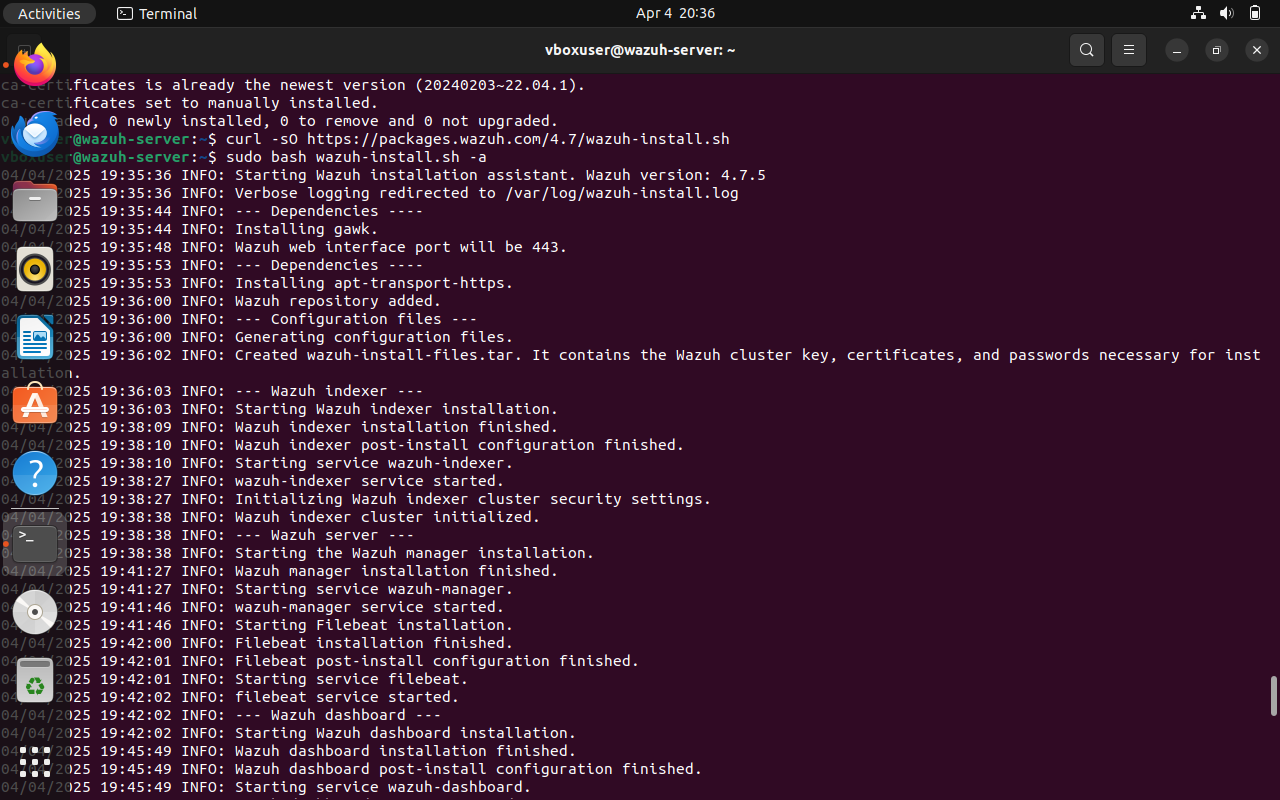 Activities
Terminal
Apr 4 20:36
vboxuser@wazuh-server: ~
ca-certificates is already the newest version (20240203~22.04.1).
ca-certificates set to manually installed.
0 upgraded, 0 newly installed, 0 to remove and 0 not upgraded.
vboxuser@wazuh-server:~$ curl -sO https://packages.wazuh.com/4.7/wazuh-install.sh
vboxuser@wazuh-server:~$ sudo bash wazuh-install.sh -a
04/04/2025 19:35:36 INFO: Starting Wazuh installation assistant. Wazuh version: 4.7.5
04/04/2025 19:35:36 INFO: Verbose logging redirected to /var/log/wazuh-install.log
04/04/2025 19:35:44 INFO: --- Dependencies ----
04/04/2025 19:35:44 INFO: Installing gawk.
04/04/2025 19:35:48 INFO: Wazuh web interface port will be 443.
04/04/2025 19:35:53 INFO: --- Dependencies ----
04/04/2025 19:35:53 INFO: Installing apt-transport-https.
04/04/2025 19:36:00 INFO: Wazuh repository added.
04/04/2025 19:36:00 INFO: --- Configuration files ---
04/04/2025 19:36:00 INFO: Generating configuration files.
04/04/2025 19:36:02 INFO: Created wazuh-install-files.tar. It contains the Wazuh cluster key, certificates, and passwords necessary for inst
allation.
04/04/2025 19:36:03 INFO: --- Wazuh indexer ---
04/04/2025 19:36:03 INFO: Starting Wazuh indexer installation.
04/04/2025 19:38:09 INFO: Wazuh indexer installation finished.
04/04/2025 19:38:10 INFO: Wazuh indexer post-install configuration finished.
04/04/2025 19:38:10 INFO: Starting service wazuh-indexer.
04/04/2025 19:38:27 INFO: wazuh-indexer service started.
04/04/2025 19:38:27 INFO: Initializing Wazuh indexer cluster security settings.
04/04/2025 19:38:38 INFO: Wazuh indexer cluster initialized.
04/04/2025 19:38:38 INFO: --- Wazuh server ---
04/04/2025 19:38:38 INFO: Starting the Wazuh manager installation.
04/04/2025 19:41:27 INFO: Wazuh manager installation finished.
04/04/2025 19:41:27 INFO: Starting service wazuh-manager.
04/04/2025 19:41:46 INFO: wazuh-manager service started.
04/04/2025 19:41:46 INFO: Starting Filebeat installation.
04/04/2025 19:42:00 INFO: Filebeat installation finished.
04/04/2025 19:42:01 INFO: Filebeat post-install configuration finished.
04/04/2025 19:42:01 INFO: Starting service filebeat.
04/04/2025 19:42:02 INFO: filebeat service started.
04/04/2025 19:42:02 INFO: --- Wazuh dashboard ---
04/04/2025 19:42:02 INFO: Starting Wazuh dashboard installation.
04/04/2025 19:45:49 INFO: Wazuh dashboard installation finished.
04/04/2025 19:45:49 INFO: Wazuh dashboard post-install configuration finished.
04/04/2025 19:45:49 INFO: Starting service wazuh-dashboard.